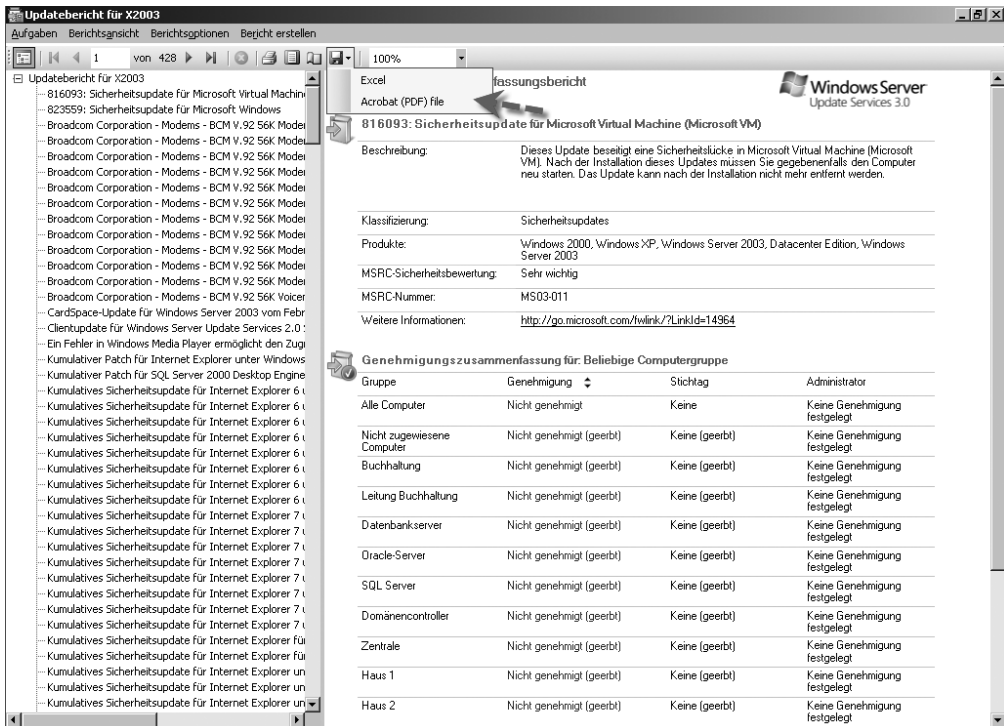 Updatebericht für X2003
Aufgaben Berichtsansicht Berichtsoptionen Bericht erstellen
1 von 428 100%
Excel
Acrobat (PDF) file
fassungsbericht
Windows Server
Update Services 3.0
Updatebericht für X2003
816093: Sicherheitsupdate für Microsoft Virtual Machin
823559: Sicherheitsupdate für Microsoft Windows
Broadcom Corporation - Modems - BCM V.92 56K Moder
Broadcom Corporation - Modems - BCM V.92 56K Moder
Broadcom Corporation - Modems - BCM V.92 56K Moder
Broadcom Corporation - Modems - BCM V.92 56K Moder
Broadcom Corporation - Modems - BCM V.92 56K Moder
Broadcom Corporation - Modems - BCM V.92 56K Moder
Broadcom Corporation - Modems - BCM V.92 56K Moder
Broadcom Corporation - Modems - BCM V.92 56K Moder
Broadcom Corporation - Modems - BCM V.92 56K Moder
Broadcom Corporation - Modems - BCM V.92 56K Moder
Broadcom Corporation - Modems - BCM V.92 56K Moder
Broadcom Corporation - Modems - BCM V.92 56K Voicer
CardSpace-Update für Windows Server 2003 vom Febr
Clientupdate für Windows Server Update Services 2.0
Ein Fehler in Windows Media Player ermöglicht den Zugr
Kumulativer Patch für Internet Explorer unter Windows
Kumulativer Patch für SQL Server 2000 Desktop Engine
Kumulatives Sicherheitsupdate für Internet Explorer 6 u
Kumulatives Sicherheitsupdate für Internet Explorer 6 u
Kumulatives Sicherheitsupdate für Internet Explorer 6 u
Kumulatives Sicherheitsupdate für Internet Explorer 6 u
Kumulatives Sicherheitsupdate für Internet Explorer 6 u
Kumulatives Sicherheitsupdate für Internet Explorer 6 u
Kumulatives Sicherheitsupdate für Internet Explorer 6 u
Kumulatives Sicherheitsupdate für Internet Explorer 6 u
Kumulatives Sicherheitsupdate für Internet Explorer 7 u
Kumulatives Sicherheitsupdate für Internet Explorer 7 u
Kumulatives Sicherheitsupdate für Internet Explorer 7 u
Kumulatives Sicherheitsupdate für Internet Explorer 7 u
Kumulatives Sicherheitsupdate für Internet Explorer 7 u
Kumulatives Sicherheitsupdate für Internet Explorer 7 u
Kumulatives Sicherheitsupdate für Internet Explorer 7 u
Kumulatives Sicherheitsupdate für Internet Explorer 7 u
Kumulatives Sicherheitsupdate für Internet Explorer für
Kumulatives Sicherheitsupdate für Internet Explorer für
Kumulatives Sicherheitsupdate für Internet Explorer un
Kumulatives Sicherheitsupdate für Internet Explorer un
Kumulatives Sicherheitsupdate für Internet Explorer un
816093: Sicherheitsupdate für Microsoft Virtual Machine (Microsoft VM)
Beschreibung: Dieses Update beseitigt eine Sicherheitslücke in Microsoft Virtual Machine (Microsoft
VM). Nach der Installation dieses Updates müssen Sie gegebenenfalls den Computer
neu starten. Das Update kann nach der Installation nicht mehr entfernt werden.
Klassifizierung: Sicherheitsupdates
Produkte: Windows 2000, Windows XP, Windows Server 2003, Datacenter Edition, Windows
Server 2003
MSRC-Sicherheitsbewertung: Sehr wichtig
MSRC-Nummer: MS03-011
Weitere Informationen: http://go.microsoft.com/fwlink/?LinkId=14964
Genehmigungszusammenfassung für: Beliebige Computergruppe
Gruppe Genehmigung Stichtag Administrator
Alle Computer Nicht genehmigt Keine Keine Genehmigung
festgelegt
Nicht zugewiesene Nicht genehmigt (geerbt) Keine (geerbt) Keine Genehmigung
Computer festgelegt
Buchhaltung Nicht genehmigt (geerbt) Keine (geerbt) Keine Genehmigung
festgelegt
Leitung Buchhaltung Nicht genehmigt (geerbt) Keine (geerbt) Keine Genehmigung
festgelegt
Datenbankserver Nicht genehmigt (geerbt) Keine (geerbt) Keine Genehmigung
festgelegt
Oracle-Server Nicht genehmigt (geerbt) Keine (geerbt) Keine Genehmigung
festgelegt
SQL Server Nicht genehmigt (geerbt) Keine (geerbt) Keine Genehmigung
festgelegt
Domänencontroller Nicht genehmigt (geerbt) Keine (geerbt) Keine Genehmigung
festgelegt
Zentrale Nicht genehmigt (geerbt) Keine (geerbt) Keine Genehmigung
festgelegt
Haus 1 Nicht genehmigt (geerbt) Keine (geerbt) Keine Genehmigung
festgelegt
Haus 2 Nicht genehmigt (geerbt) Keine (geerbt) Keine Genehmigung
festgelegt